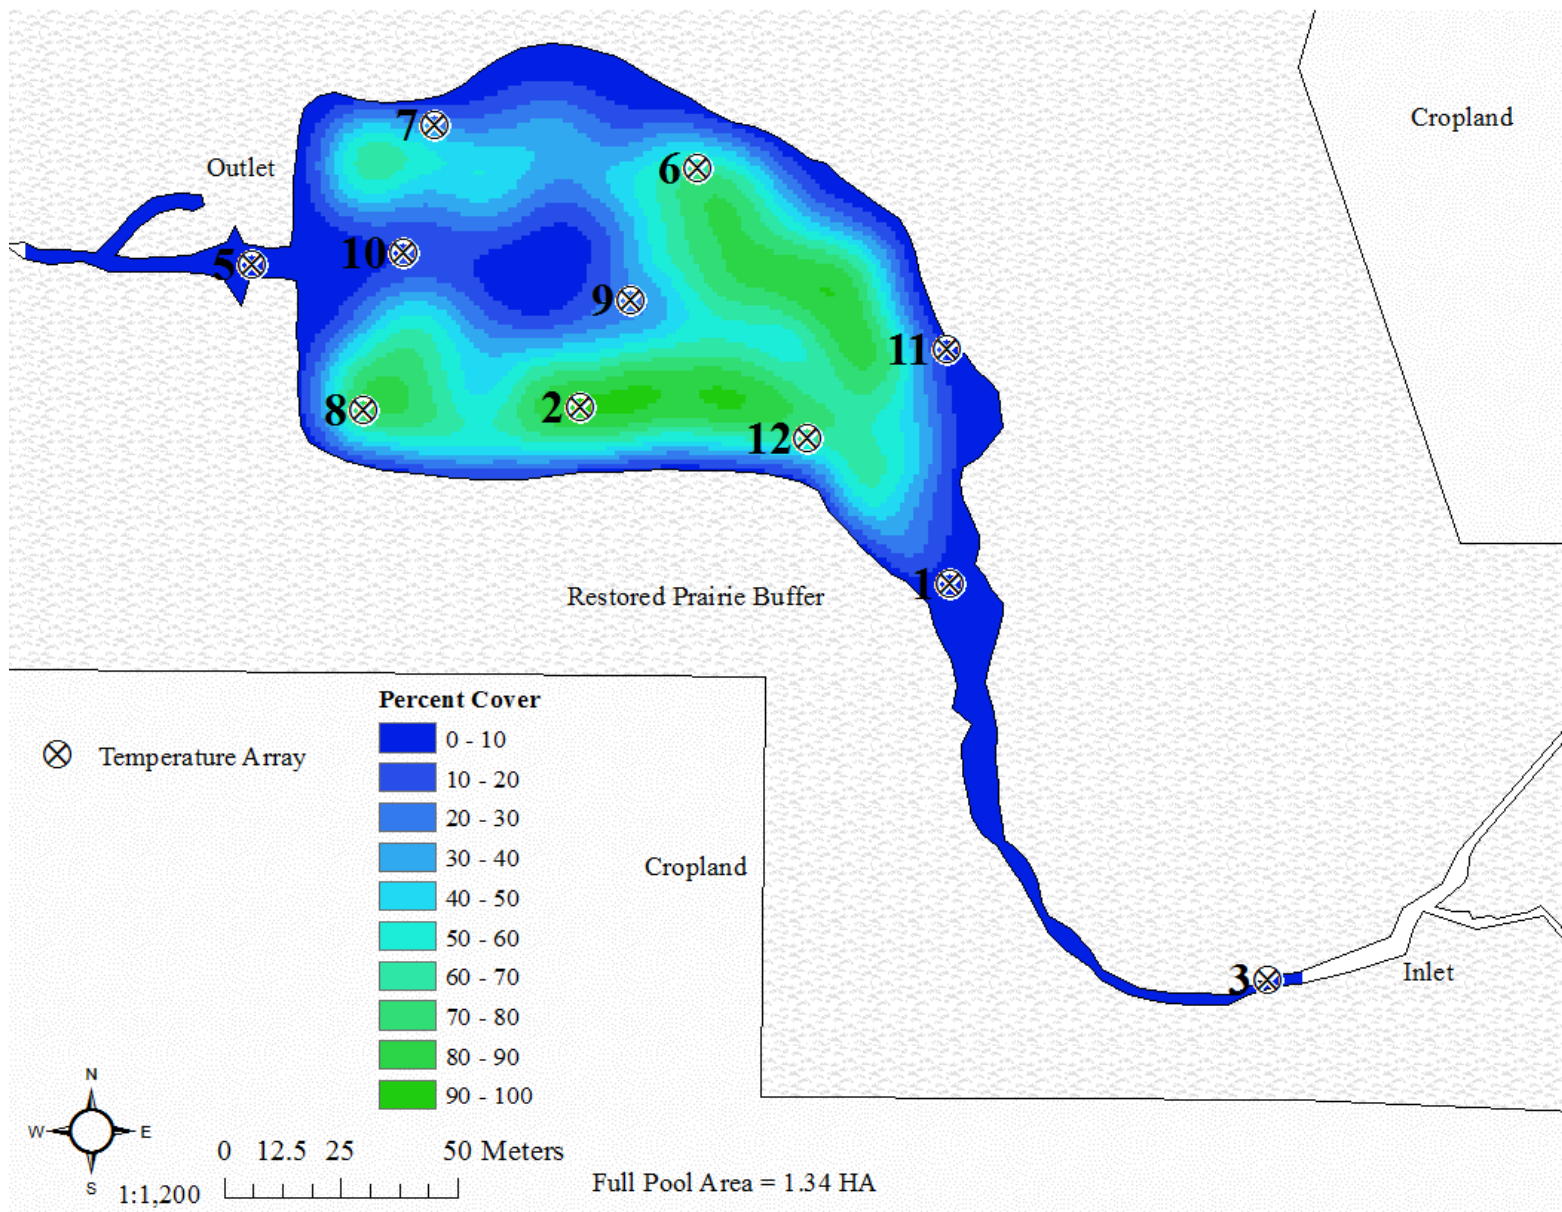 Cropland
7
Outlet
6
10
5
9
11
8
2
12
1
Restored Prairie Buffer
Percent Cover
0 - 10
Temperature Array
10 - 20
20 - 30
30 - 40
Cropland
40 - 50
50 - 60
60 - 70
3
Inlet
70 - 80
80 - 90
90 - 100
N
W E
S
0 12.5 25 50 Meters
1:1,200
Full Pool Area = 1.34 HA